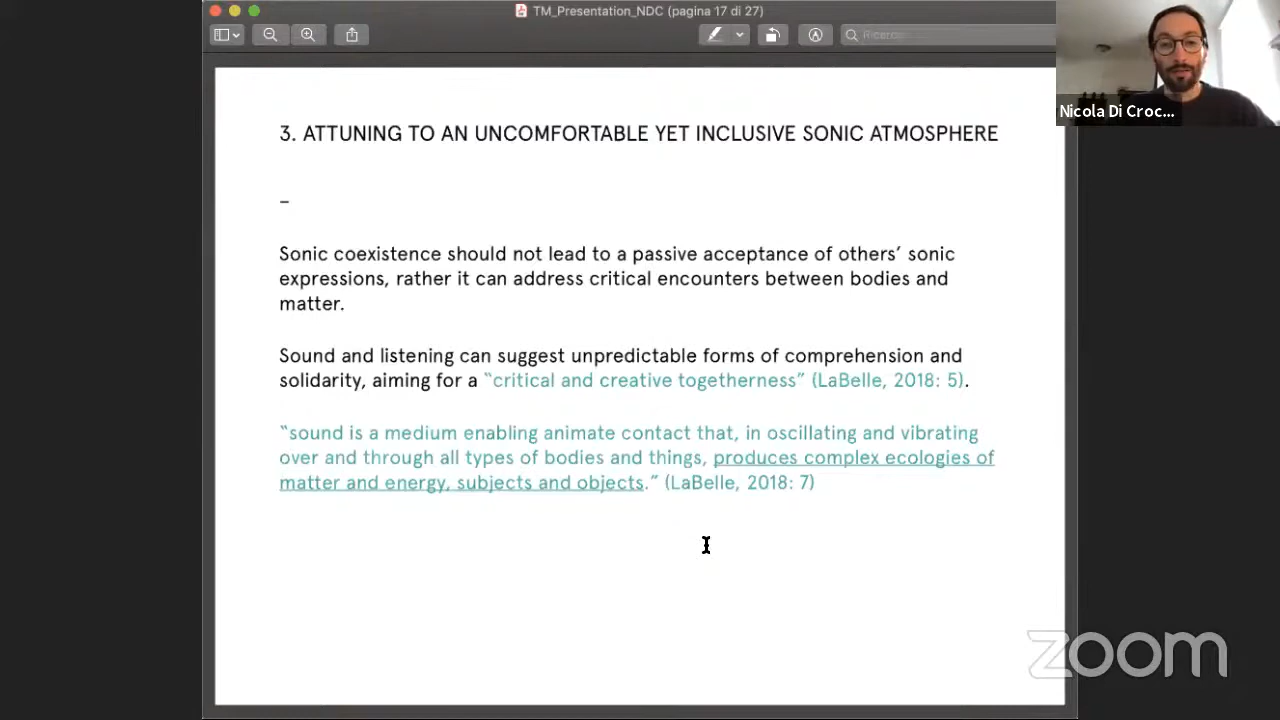 TM_Presentation_NDC (pagina 17 di 27)
Ricerca
Nicola Di Croc...
3. ATTUNING TO AN UNCOMFORTABLE YET INCLUSIVE SONIC ATMOSPHERE
–
Sonic coexistence should not lead to a passive acceptance of others’ sonic
expressions, rather it can address critical encounters between bodies and
matter.
Sound and listening can suggest unpredictable forms of comprehension and
solidarity, aiming for a “critical and creative togetherness” (LaBelle, 2018: 5).
“sound is a medium enabling animate contact that, in oscillating and vibrating
over and through all types of bodies and things, produces complex ecologies of
matter and energy, subjects and objects.” (LaBelle, 2018: 7)
zoom